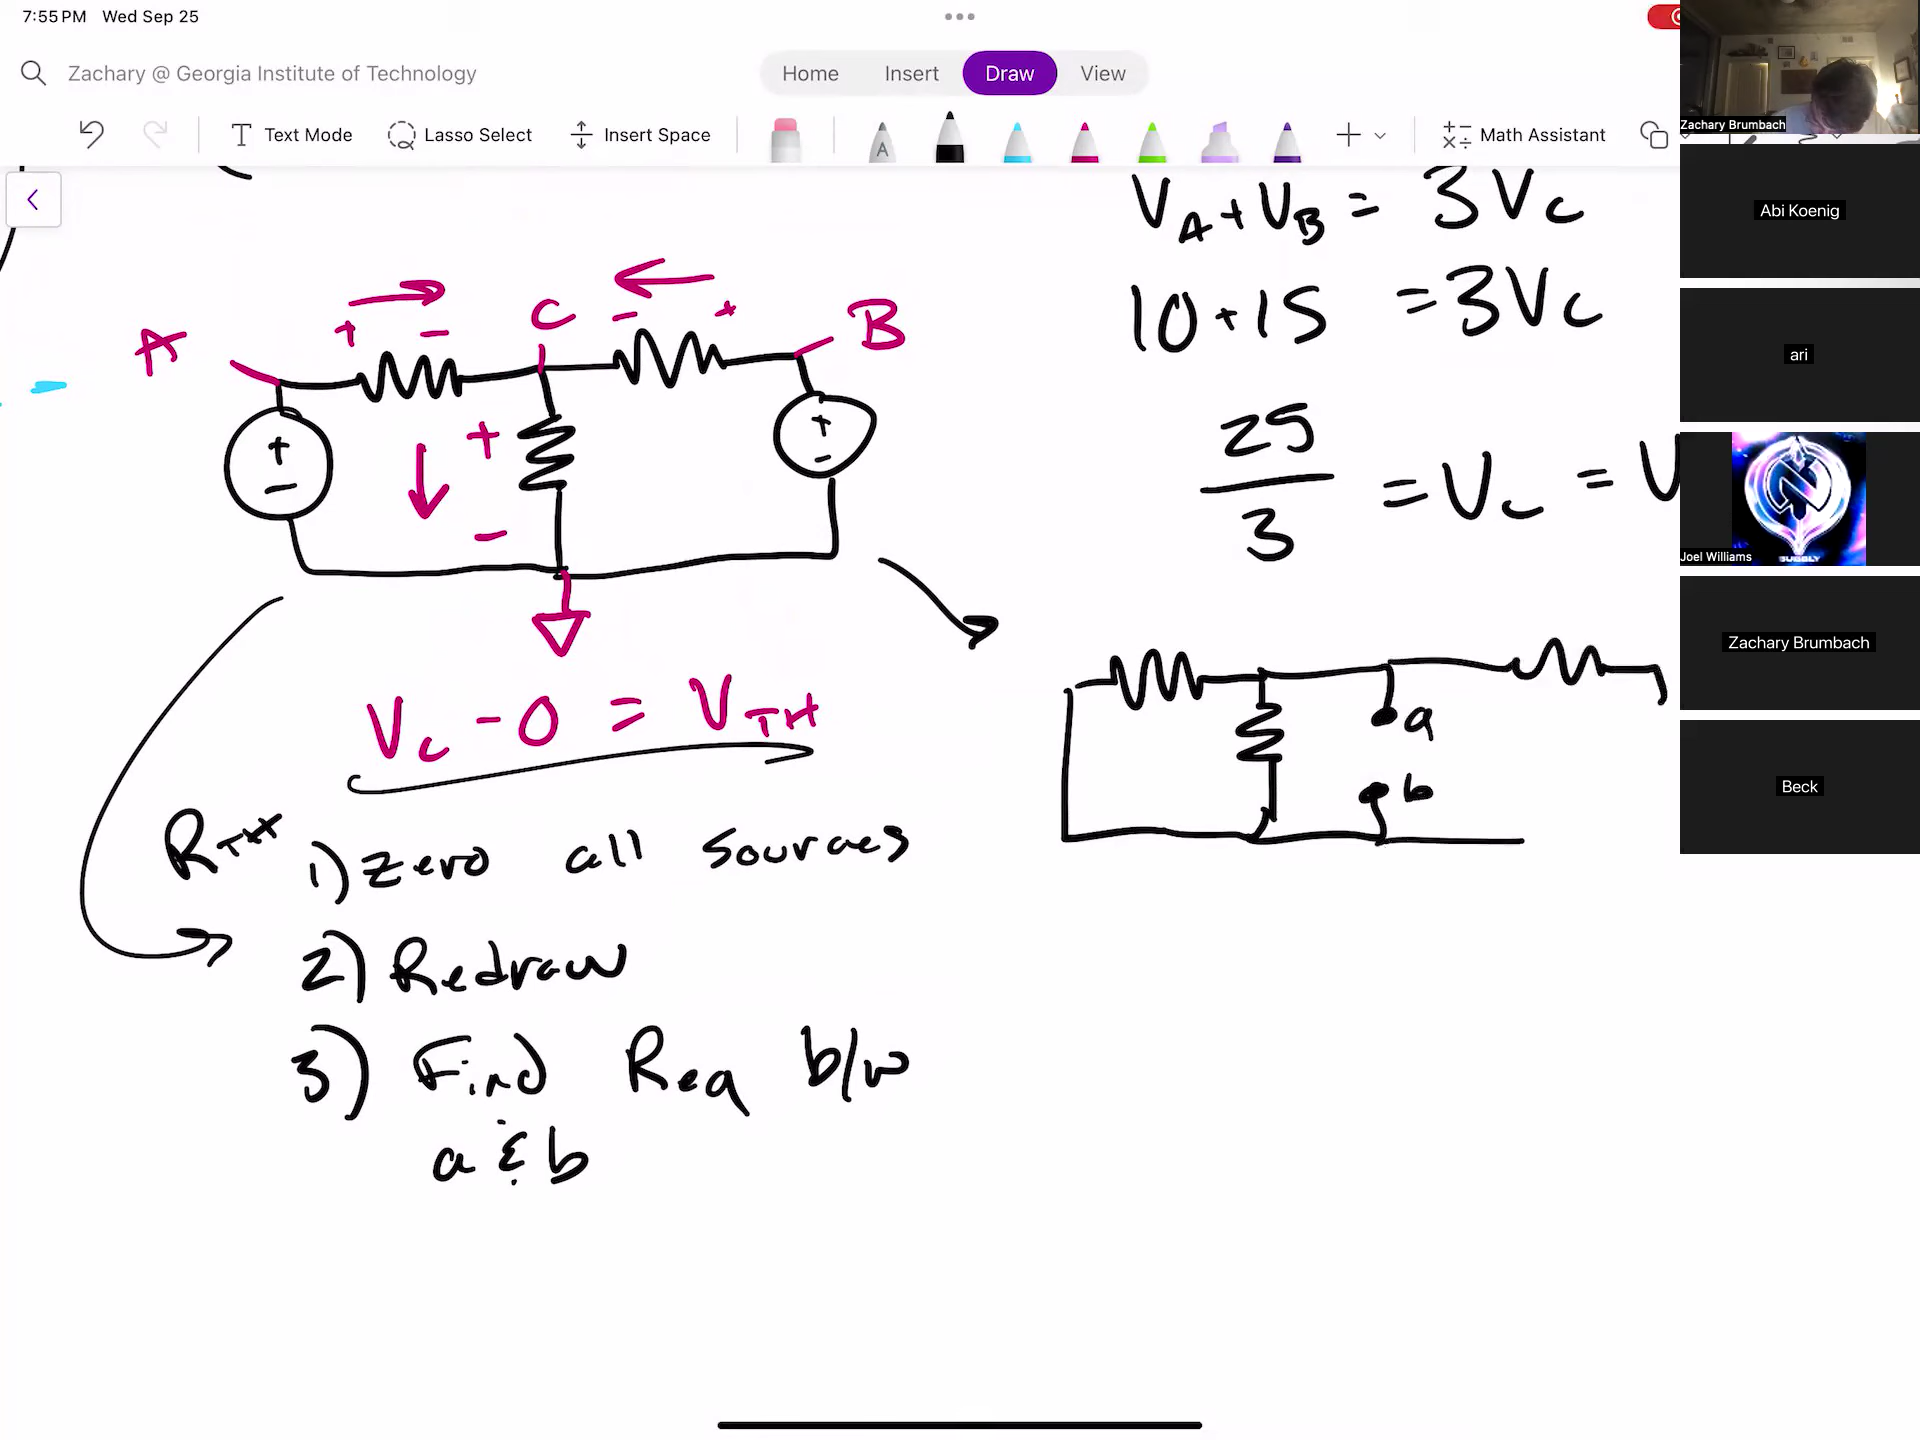 7:55 PM Wed Sep 25
Zachary @ Georgia Institute of Technology
Home Insert Draw View
Text Mode Lasso Select Insert Space A Math Assistant
Zachary Brumbach
Abi Koenig
ari
Joel Williams
Zachary Brumbach
Beck
VA + VB = 3Vc
10 + 15 = 3Vc
25/3 = Vc = V
A + - C - + B
+ - + - + -
Vc - 0 = VTH
a
b
RTH 1) Zero all sources
2) Redraw
3) Find Req b/w
a & b